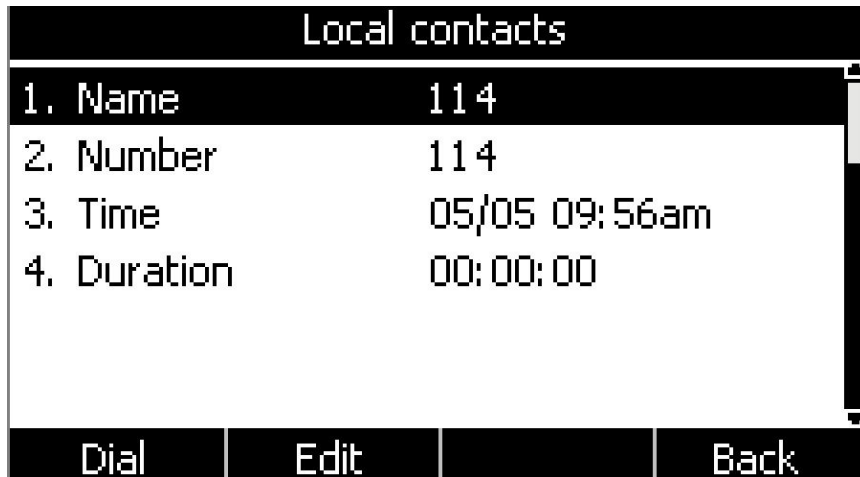 Local contacts
1. Name 114
2. Number 114
3. Time 05/05 09:56am
4. Duration 00:00:00
Dial Edit Back